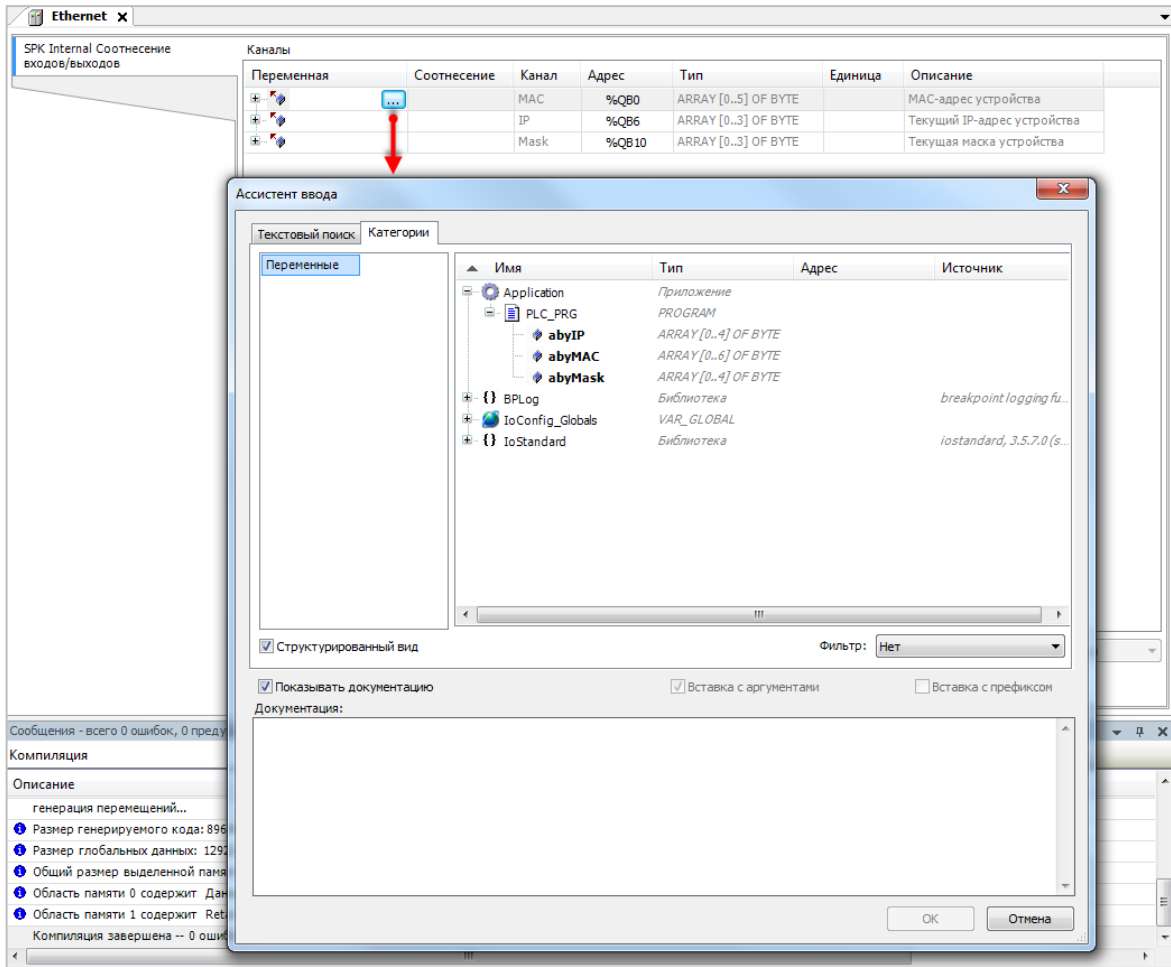 Ethernet X
SPK Internal Соотнесение
входов/выходов
Каналы
Переменная Соотнесение Канал Адрес Тип Единица Описание
... MAC %QB0 ARRAY [0..5] OF BYTE MAC-адрес устройства
IP %QB6 ARRAY [0..3] OF BYTE Текущий IP-адрес устройства
Mask %QB10 ARRAY [0..3] OF BYTE Текущая маска устройства
Ассистент ввода
Текстовый поиск Категории
Переменные
Имя Тип Адрес Источник
Application Приложение
PLC_PRG PROGRAM
abyIP ARRAY [0..4] OF BYTE
abyMAC ARRAY [0..6] OF BYTE
abyMask ARRAY [0..4] OF BYTE
BPLog Библиотека breakpoint logging fu...
IoConfig_Globals VAR_GLOBAL
IoStandard Библиотека iostandard, 3.5.7.0 (s...
Структурированный вид
Фильтр: Нет
Показывать документацию
Вставка с аргументами
Вставка с префиксом
Документация:
OK
Отмена
Сообщения - всего 0 ошибок, 0 преду
Компиляция
Описание
генерация перемещений...
Размер генерируемого кода: 896
Размер глобальных данных: 1292
Общий размер выделенной памя
Область памяти 0 содержит Дан
Область памяти 1 содержит Reta
Компиляция завершена -- 0 ошиб